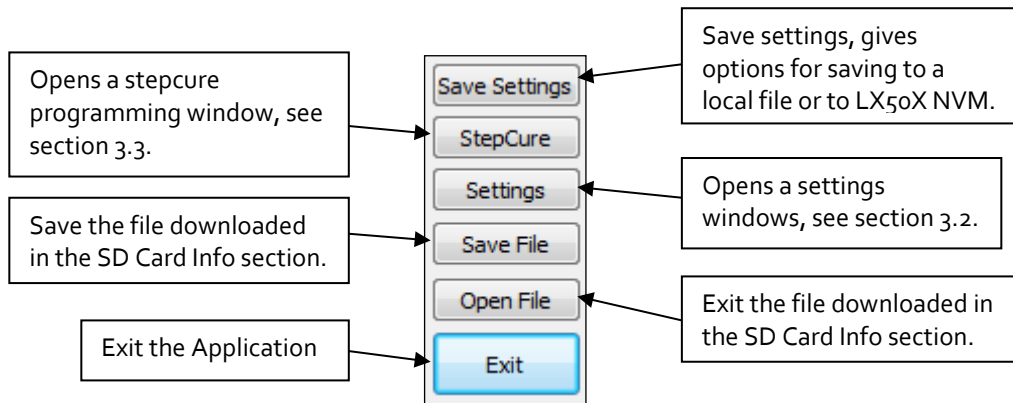 Save settings, gives
options for saving to a
local file or to LX50X NVM.
Opens a stepcure
programming window, see
section 3.3.
Save Settings
StepCure
Settings
Save File
Open File
Exit
Opens a settings
windows, see section 3.2.
Save the file downloaded
in the SD Card Info section.
Exit the file downloaded in
the SD Card Info section.
Exit the Application